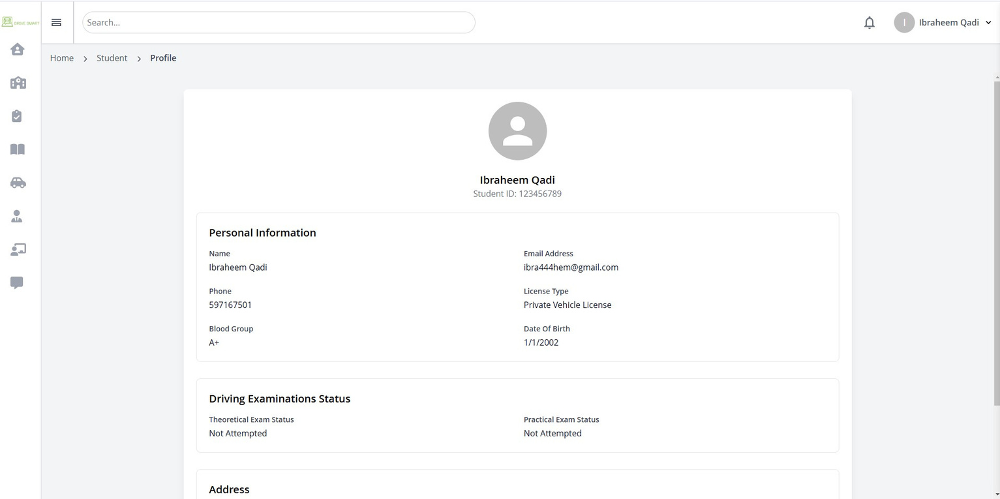 DRIVE SMART
Search...
I
Ibraheem Qadi
Home
Student
Profile
Ibraheem Qadi
Student ID: 123456789
Personal Information
Name
Email Address
Ibraheem Qadi
ibra444hem@gmail.com
Phone
License Type
597167501
Private Vehicle License
Blood Group
Date Of Birth
A+
1/1/2002
Driving Examinations Status
Theoretical Exam Status
Practical Exam Status
Not Attempted
Not Attempted
Address